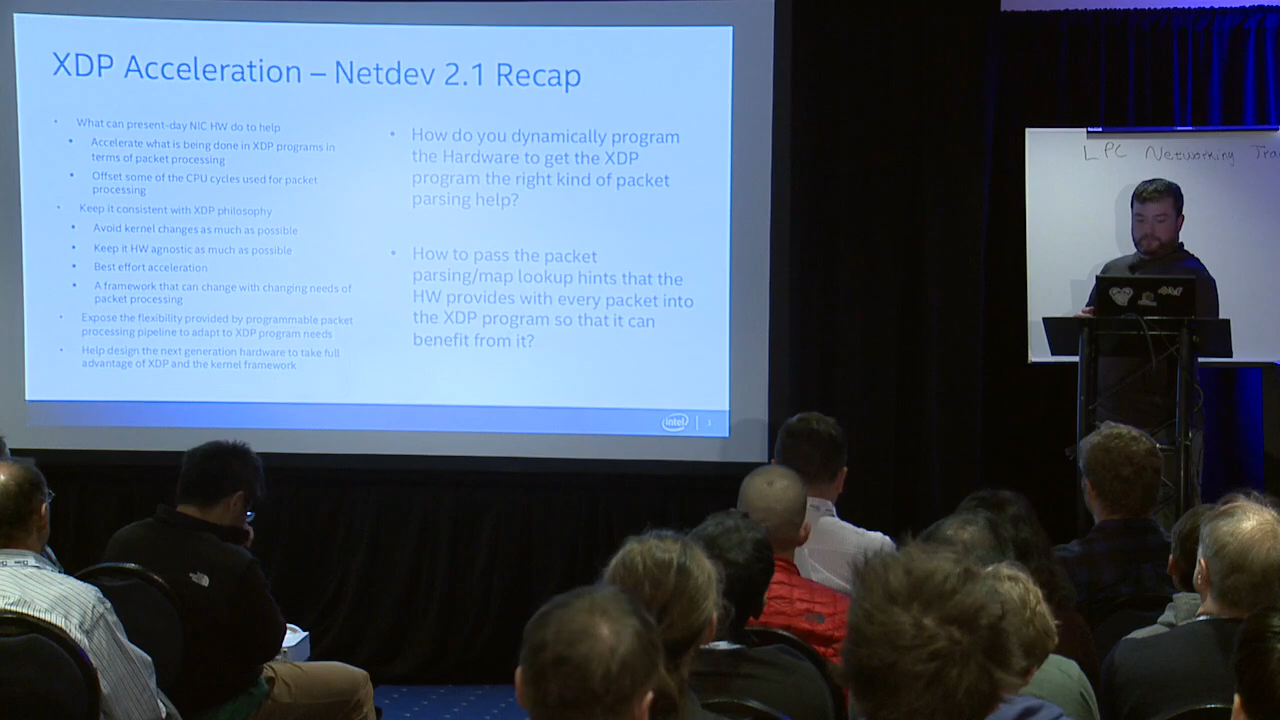 XDP Acceleration – Netdev 2.1 Recap
What can present-day NIC HW do to help
Accelerate what is being done in XDP programs in
terms of packet processing
Offset some of the CPU cycles used for packet
processing
Keep it consistent with XDP philosophy
Avoid kernel changes as much as possible
Keep it HW agnostic as much as possible
Best effort acceleration
A framework that can change with changing needs of
packet processing
Expose the flexibility provided by programmable packet
processing pipeline to adapt to XDP program needs
Help design the next generation hardware to take full
advantage of XDP and the kernel framework
How do you dynamically program
the Hardware to get the XDP
program the right kind of packet
parsing help?
How to pass the packet
parsing/map lookup hints that the
HW provides with every packet into
the XDP program so that it can
benefit from it?
intel
LPC Networking Tra